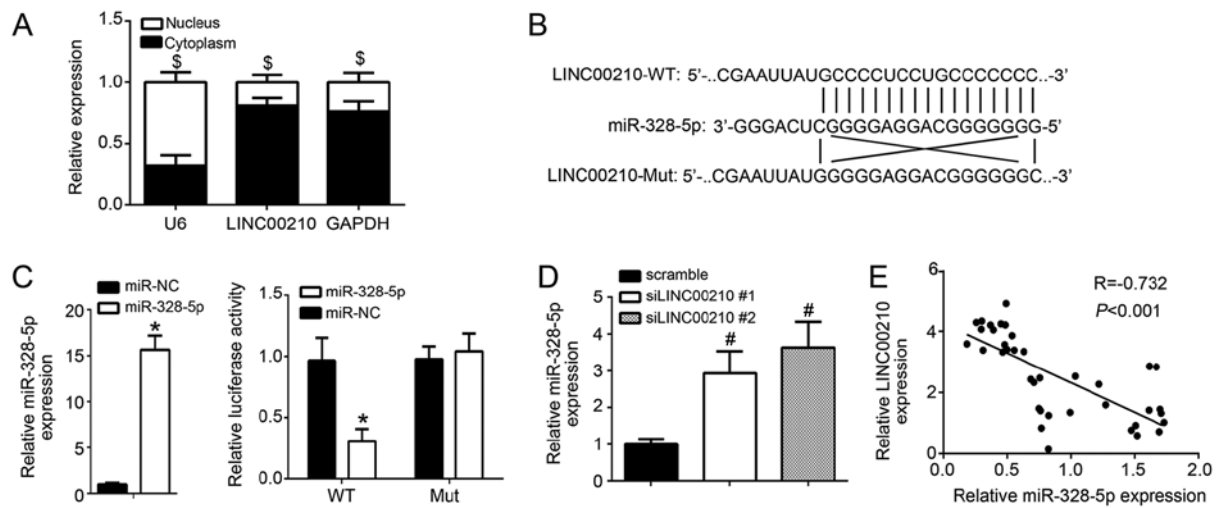 A
Nucleus
Cytoplasm
Relative expression
1.0
0.5
0.0
$
$
$
U6
LINC00210
GAPDH
B
LINC00210-WT: 5'-..CGAAUUAUGCCCCUCCUGCCCCCCC..-3'
miR-328-5p: 3'-GGGACUCGGGGAGGACGGGGGGG-5'
LINC00210-Mut: 5'-..CGAAUUAUGGGGGAGGACGGGGGGC..-3'
C
miR-NC
miR-328-5p
Relative miR-328-5p
expression
20
15
10
5
0
*
miR-328-5p
miR-NC
Relative luciferase activity
1.5
1.0
0.5
0.0
*
WT
Mut
D
scramble
siLINC00210 #1
siLINC00210 #2
Relative miR-328-5p
expression
5
4
3
2
1
0
#
#
E
R=-0.732
P<0.001
Relative LINC00210
expression
6
4
2
0
0.0
0.5
1.0
1.5
2.0
Relative miR-328-5p expression